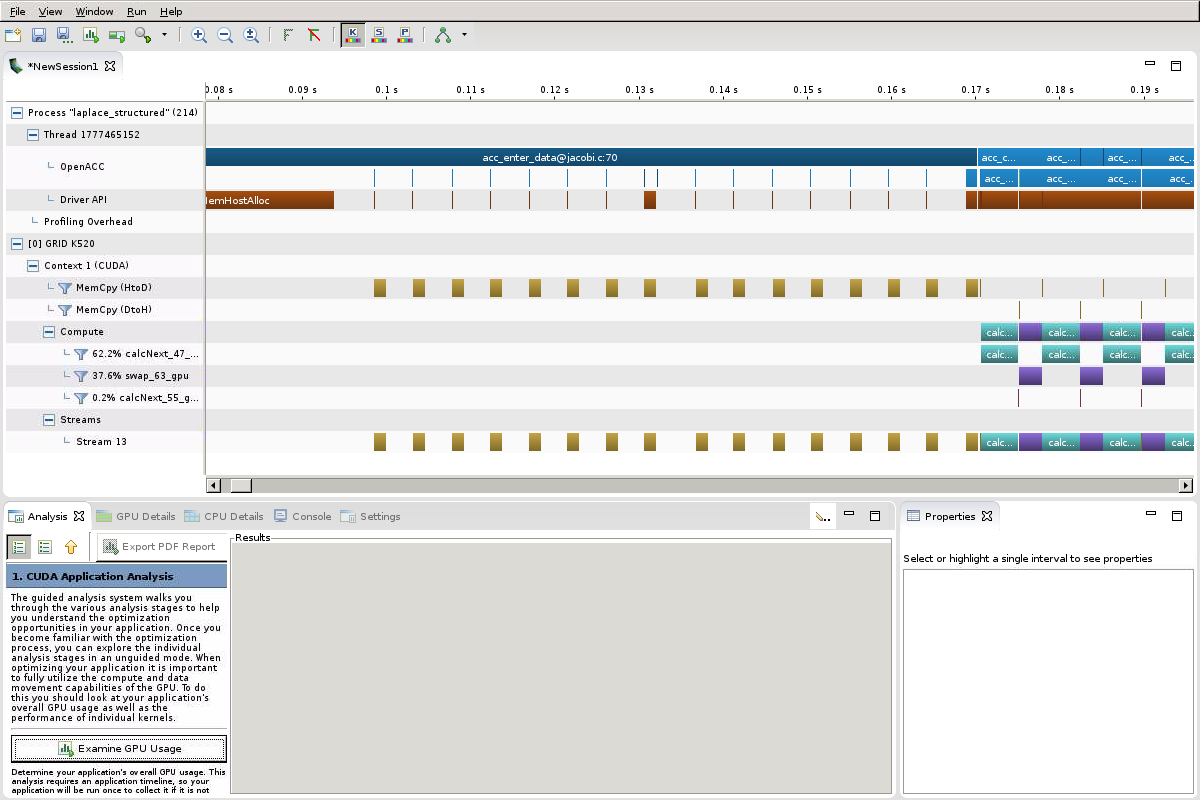 File View Window Run Help
K S P
*NewSession1
0.08 s 0.09 s 0.1 s 0.11 s 0.12 s 0.13 s 0.14 s 0.15 s 0.16 s 0.17 s 0.18 s 0.19 s
Process "laplace_structured" (214)
Thread 1777465152
OpenACC
acc_enter_data@jacobi.c:70 acc_c... acc_... acc_... acc_...
acc_... acc_... acc_... acc_...
Driver API
MemHostAlloc
Profiling Overhead
[0] GRID K520
Context 1 (CUDA)
MemCpy (HtoD)
MemCpy (DtoH)
Compute calc... calc... calc... calc...
62.2% calcNext_47_... calc... calc... calc... calc...
37.6% swap_63_gpu
0.2% calcNext_55_g...
Streams
Stream 13 calc... calc... calc... calc...
Analysis GPU Details CPU Details Console Settings
Properties
Export PDF Report
Results
Select or highlight a single interval to see properties
1. CUDA Application Analysis
The guided analysis system walks you
through the various analysis stages to help
you understand the optimization
opportunities in your application. Once you
become familiar with the optimization
process, you can explore the individual
analysis stages in an unguided mode. When
optimizing your application it is important
to fully utilize the compute and data
movement capabilities of the GPU. To do
this you should look at your application's
overall GPU usage as well as the
performance of individual kernels.
Examine GPU Usage
Determine your application's overall GPU usage. This
analysis requires an application timeline, so your
application will be run once to collect it if it is not